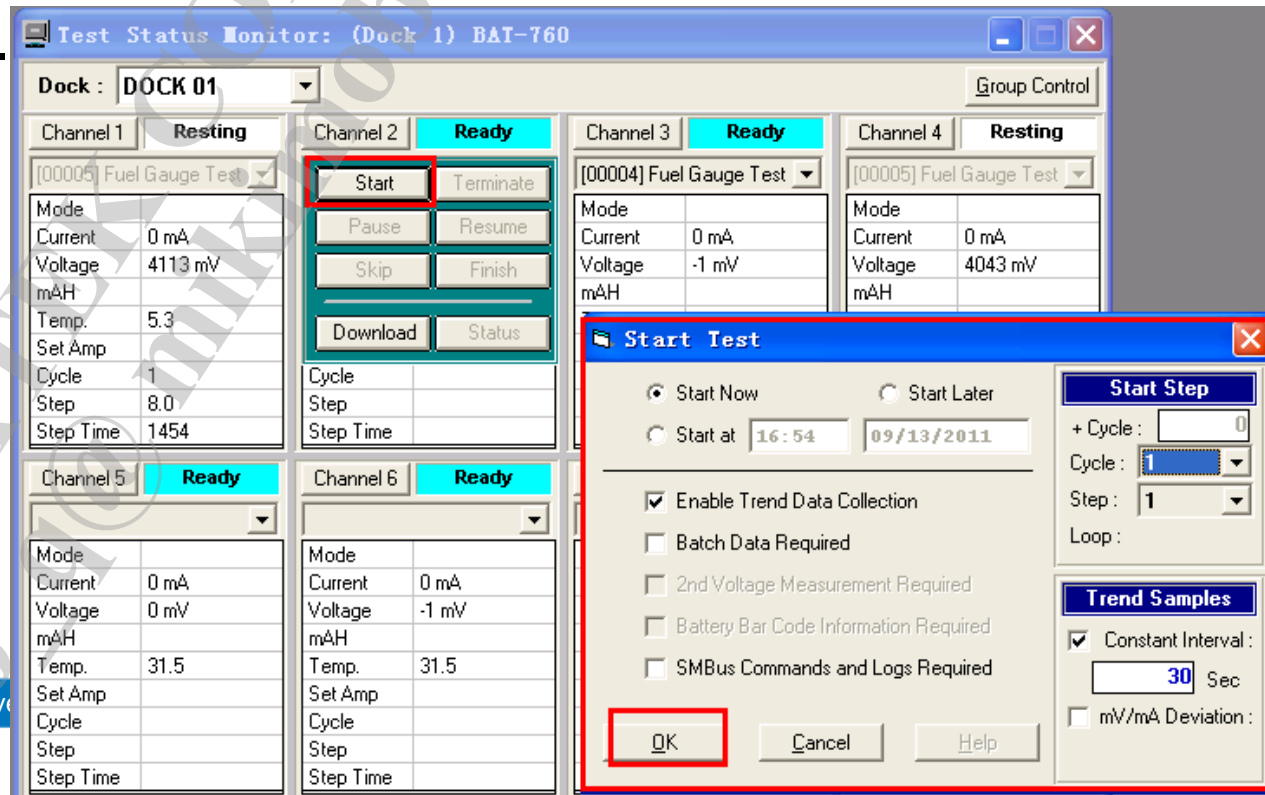 Test Status Monitor: (Dock 1) BAT-760
Dock : DOCK 01 Group Control
Channel 1 Resting Channel 2 Ready Channel 3 Ready Channel 4 Resting
[00005] Fuel Gauge Test Start Terminate [00004] Fuel Gauge Test [00005] Fuel Gauge Test
Mode Pause Resume Mode Mode
Current 0 mA Current 0 mA Current 0 mA
Voltage 4113 mV Skip Finish Voltage -1 mV Voltage 4043 mV
mAH mAH mAH
Temp. 5.3 Download Status
Set Amp
Cycle 1 Cycle
Step 8.0 Step
Step Time 1454 Step Time
Channel 5 Ready Channel 6 Ready
Mode Mode
Current 0 mA Current 0 mA
Voltage 0 mV Voltage -1 mV
mAH mAH
Temp. 31.5 Temp. 31.5
Set Amp Set Amp
Cycle Cycle
Step Step
Step Time Step Time
Start Test
Start Now Start Later
Start at 16:54 09/13/2011
Enable Trend Data Collection
Batch Data Required
2nd Voltage Measurement Required
Battery Bar Code Information Required
SMBus Commands and Logs Required
OK Cancel Help
Start Step
+ Cycle : 0
Cycle : 1
Step : 1
Loop :
Trend Samples
Constant Interval :
30 Sec
mV/mA Deviation :